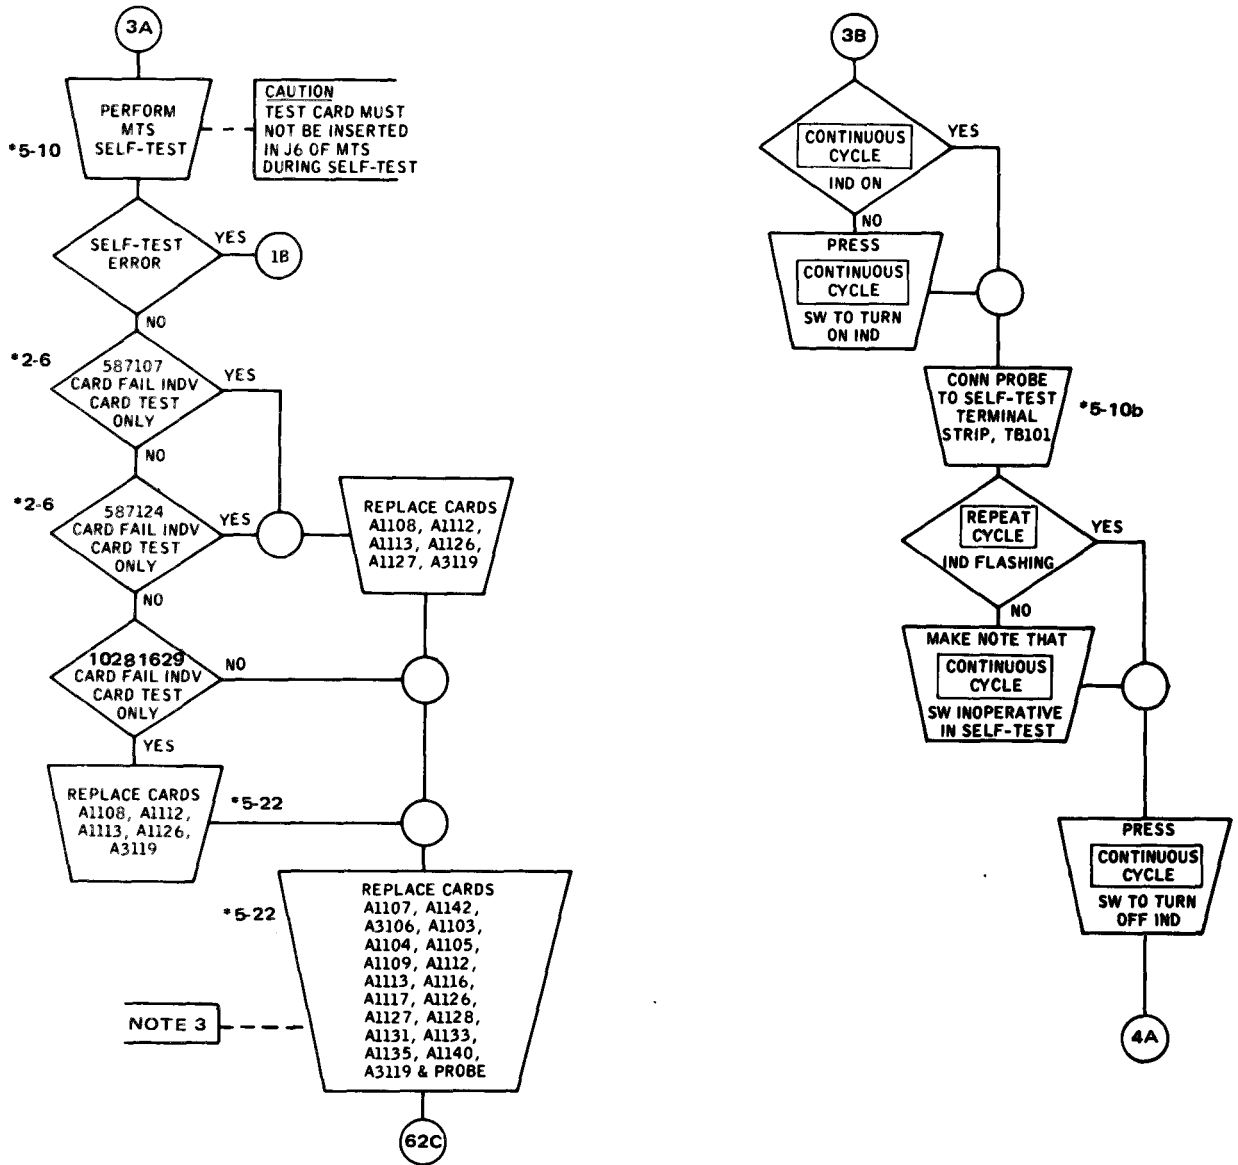 3A
PERFORM
MTS
SELF-TEST
*5-10
CAUTION
TEST CARD MUST
NOT BE INSERTED
IN J6 OF MTS
DURING SELF-TEST
SELF-TEST
ERROR
YES
1B
NO
*2-6
587107
CARD FAIL INDV
CARD TEST
ONLY
YES
NO
*2-6
587124
CARD FAIL INDV
CARD TEST
ONLY
YES
REPLACE CARDS
A1108, A1112,
A1113, A1126,
A1127, A3119
NO
10281629
CARD FAIL INDV
CARD TEST
ONLY
NO
YES
REPLACE CARDS
A1108, A1112,
A1113, A1126,
A3119
*5-22
*5-22
REPLACE CARDS
A1107, A1142,
A3106, A1103,
A1104, A1105,
A1109, A1112,
A1113, A1116,
A1117, A1126,
A1127, A1128,
A1131, A1133,
A1135, A1140,
A3119 & PROBE
NOTE 3
62C
3B
CONTINUOUS
CYCLE
IND ON
YES
NO
PRESS
CONTINUOUS
CYCLE
SW TO TURN
ON IND
CONN PROBE
TO SELF-TEST
TERMINAL
STRIP, TB101
*5-10b
REPEAT
CYCLE
IND FLASHING
YES
NO
MAKE NOTE THAT
CONTINUOUS
CYCLE
SW INOPERATIVE
IN SELF-TEST
PRESS
CONTINUOUS
CYCLE
SW TO TURN
OFF IND
4A